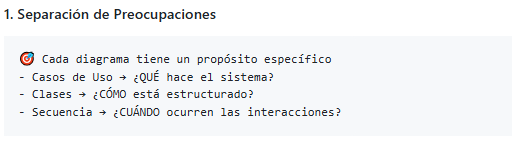 1. Separación de Preocupaciones
🎯 Cada diagrama tiene un propósito específico
- Casos de Uso → ¿QUÉ hace el sistema?
- Clases → ¿CÓMO está estructurado?
- Secuencia → ¿CUÁNDO ocurren las interacciones?